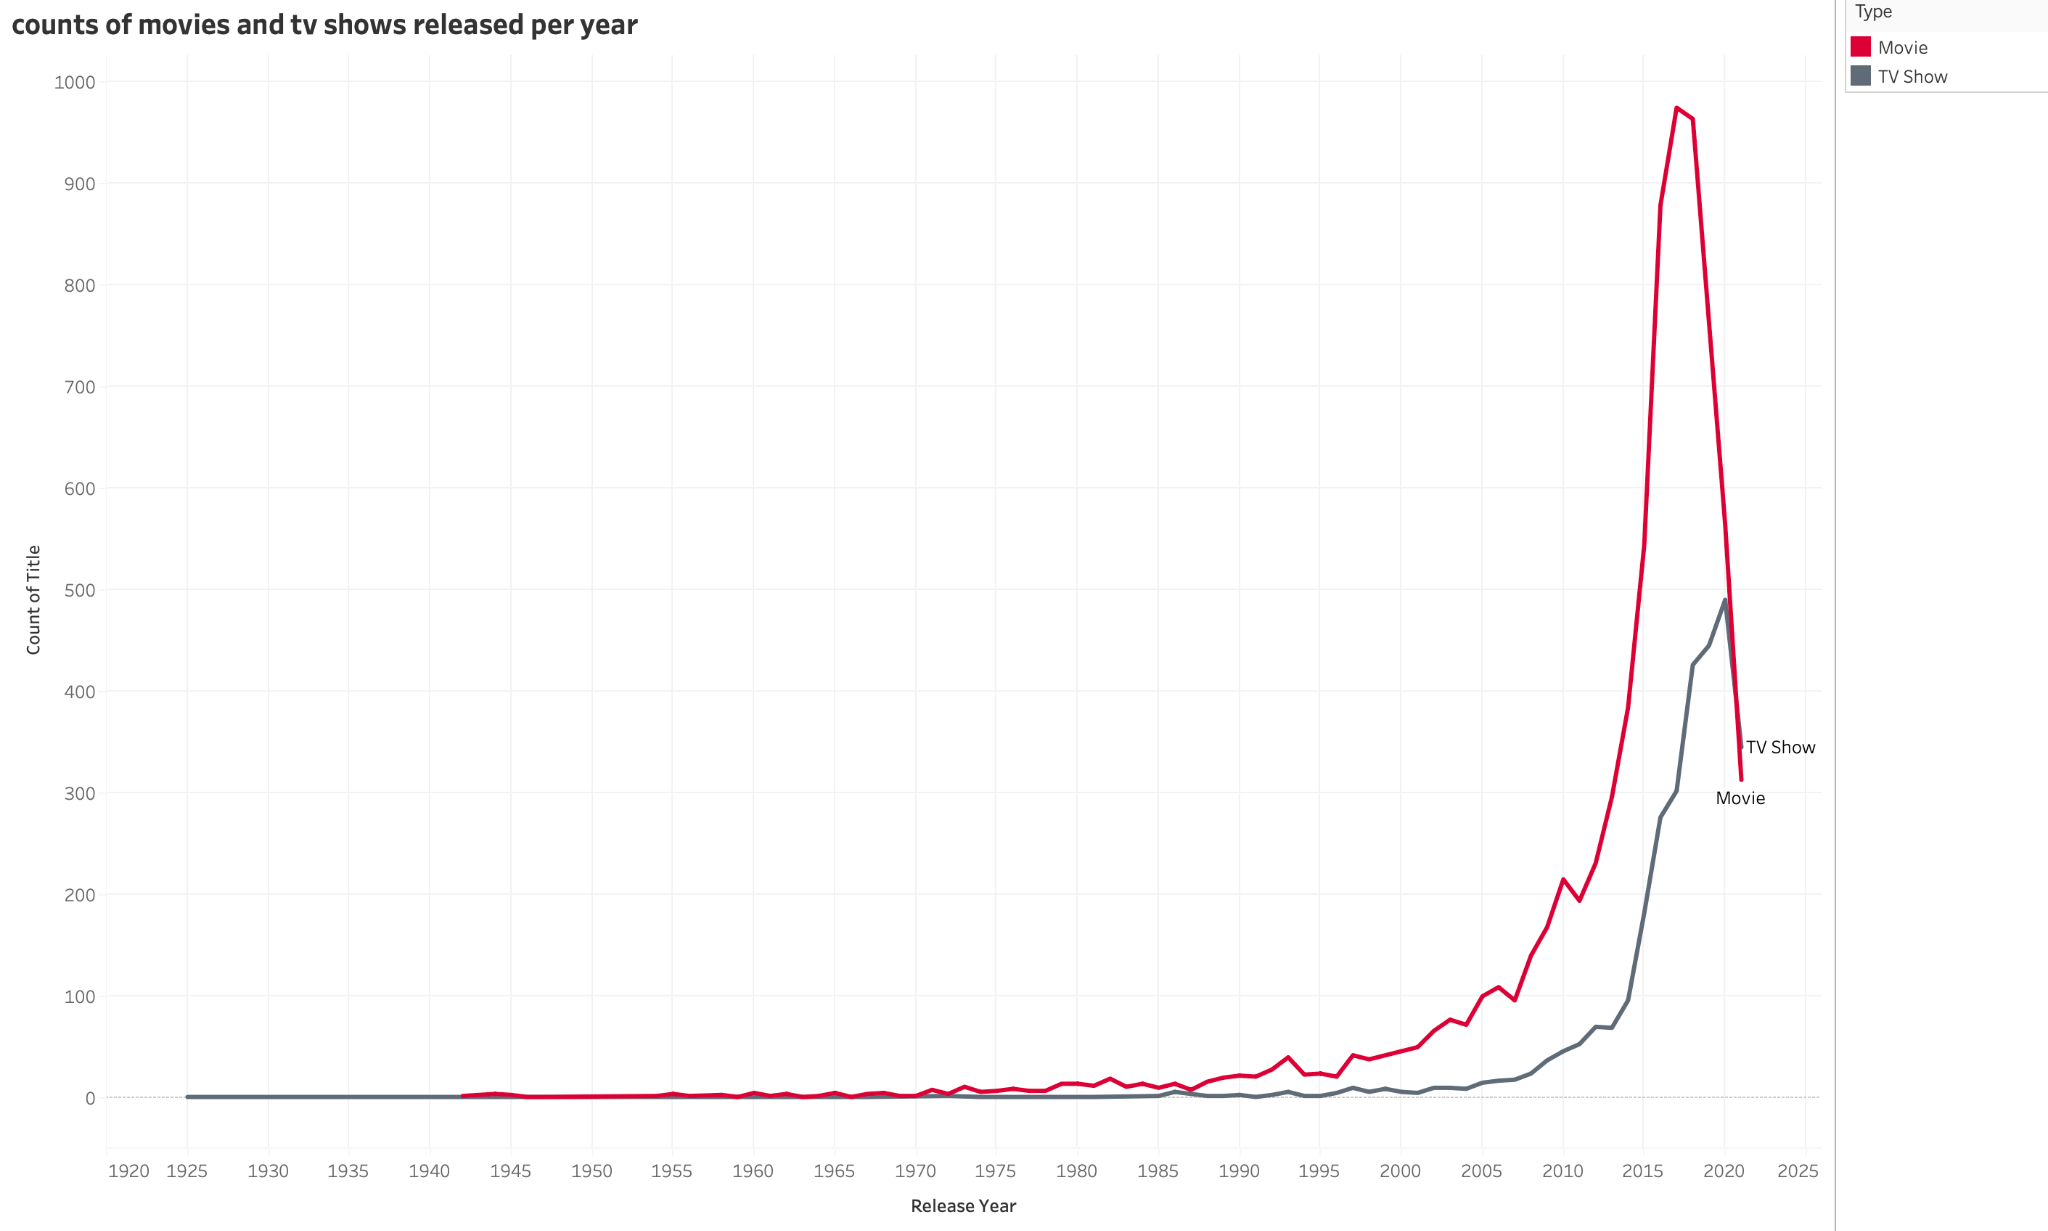 counts of movies and tv shows released per year
Type
Movie
TV Show
1000
900
800
700
600
500
400
300
200
100
0
Count of Title
TV Show
Movie
1920 1925 1930 1935 1940 1945 1950 1955 1960 1965 1970 1975 1980 1985 1990 1995 2000 2005 2010 2015 2020 2025
Release Year